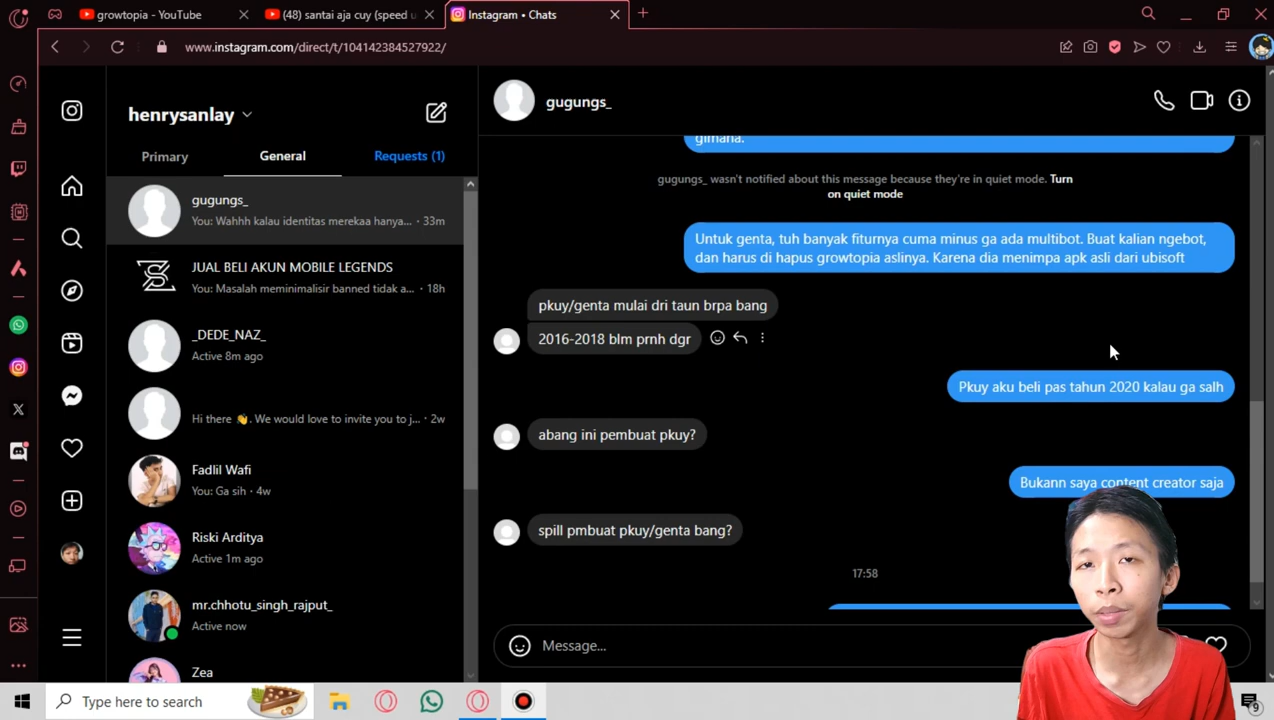 growtopia - YouTube
(48) santai aja cuy (speed u
Instagram • Chats
www.instagram.com/direct/t/104142384527922/
henrysanlay
Primary
General
Requests (1)
gugungs_
You: Wahhh kalau identitas merekaa hanya... · 33m
JUAL BELI AKUN MOBILE LEGENDS
You: Masalah meminimalisir banned tidak a... · 18h
_DEDE_NAZ_
Active 8m ago
Hi there 👋. We would love to invite you to j... · 2w
Fadlil Wafi
You: Ga sih · 4w
Riski Arditya
Active 1m ago
mr.chhotu_singh_rajput_
Active now
Zea
gugungs_
gimana.
gugungs_ wasn't notified about this message because they're in quiet mode. Turn
on quiet mode
Untuk genta, tuh banyak fiturnya cuma minus ga ada multibot. Buat kalian ngebot,
dan harus di hapus growtopia aslinya. Karena dia menimpa apk asli dari ubisoft
pkuy/genta mulai dri taun brpa bang
2016-2018 blm prnh dgr
Pkuy aku beli pas tahun 2020 kalau ga salh
abang ini pembuat pkuy?
Bukann saya content creator saja
spill pmbuat pkuy/genta bang?
17:58
Message...
Type here to search
9